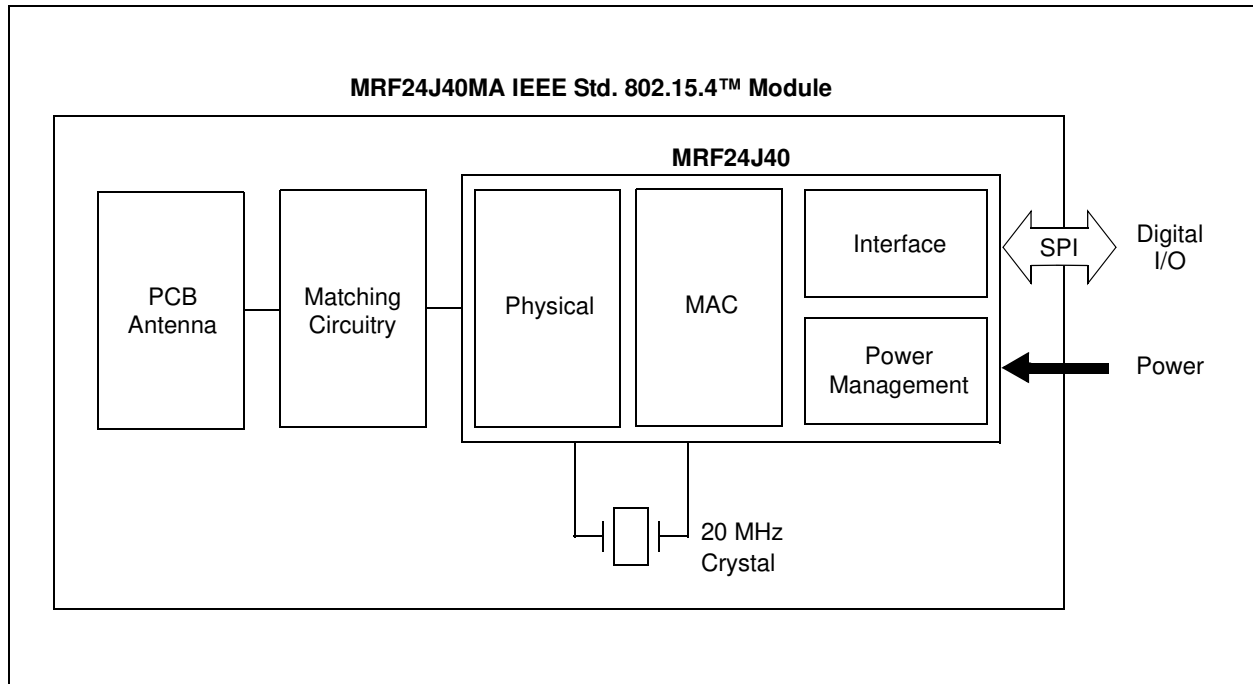 MRF24J40MA IEEE Std. 802.15.4™ Module
MRF24J40
PCB
Antenna
Matching
Circuitry
Physical
MAC
Interface
Power
Management
SPI
Digital
I/O
Power
20 MHz
Crystal